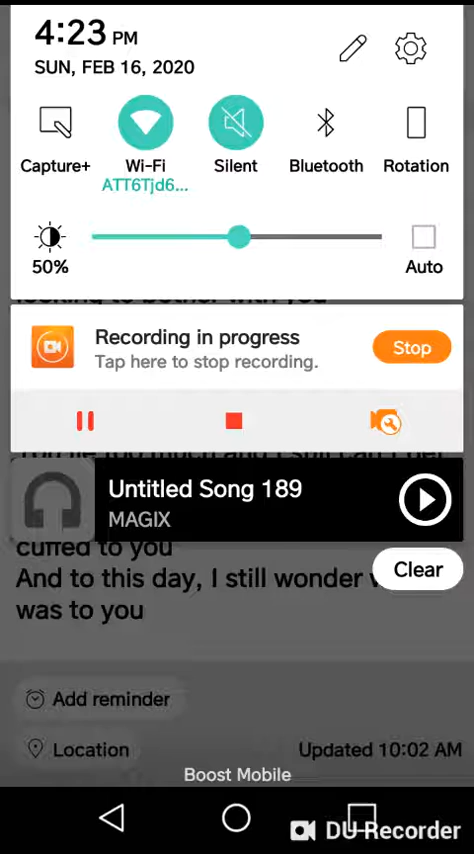 4:23 PM
SUN, FEB 16, 2020
Capture+ Wi-Fi Silent Bluetooth Rotation
ATT6Tjd6...
50% Auto
Recording in progress
Tap here to stop recording.
Stop
Untitled Song 189
MAGIX
cuffed to you
Clear
And to this day, I still wonder
was to you
Add reminder
Location Updated 10:02 AM
Boost Mobile
DU Recorder